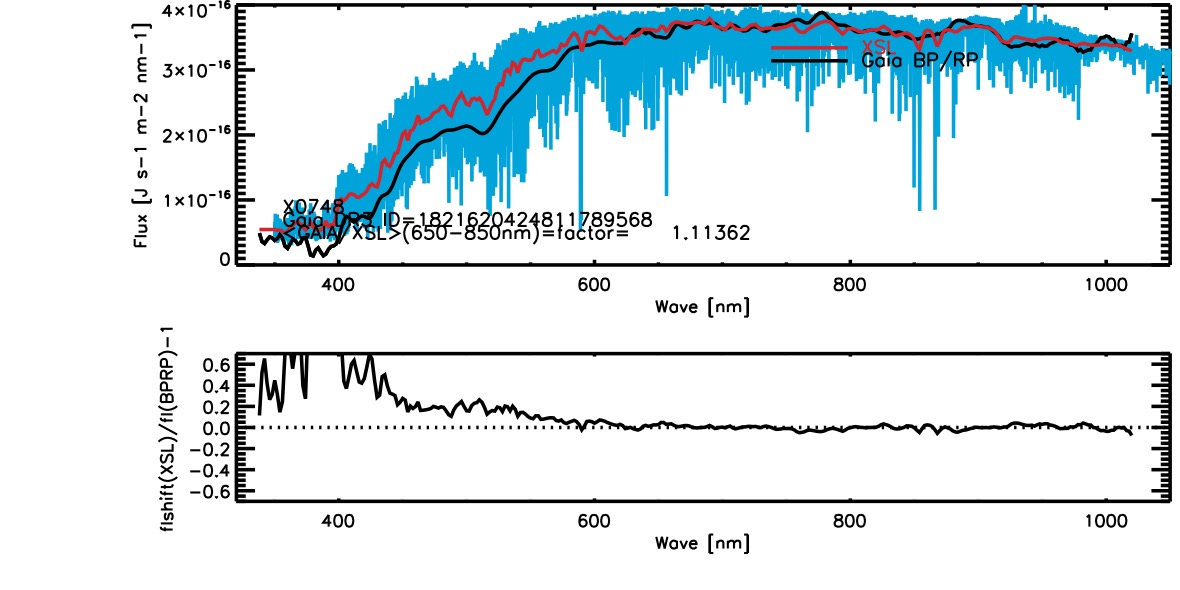 4×10−16
3×10−16
2×10−16
1×10−16
0
Flux [J s−1 m−2 nm−1]
XSL
Gaia BP/RP
X0748
Gaia DR3 ID=1821620424811789568
<GAIA/XSL>(650−850nm)=factor= 1.11362
400 600 800 1000
Wave [nm]
flshift(XSL)/fl(BPRP)−1
0.6
0.4
0.2
0.0
−0.2
−0.4
−0.6
400 600 800 1000
Wave [nm]